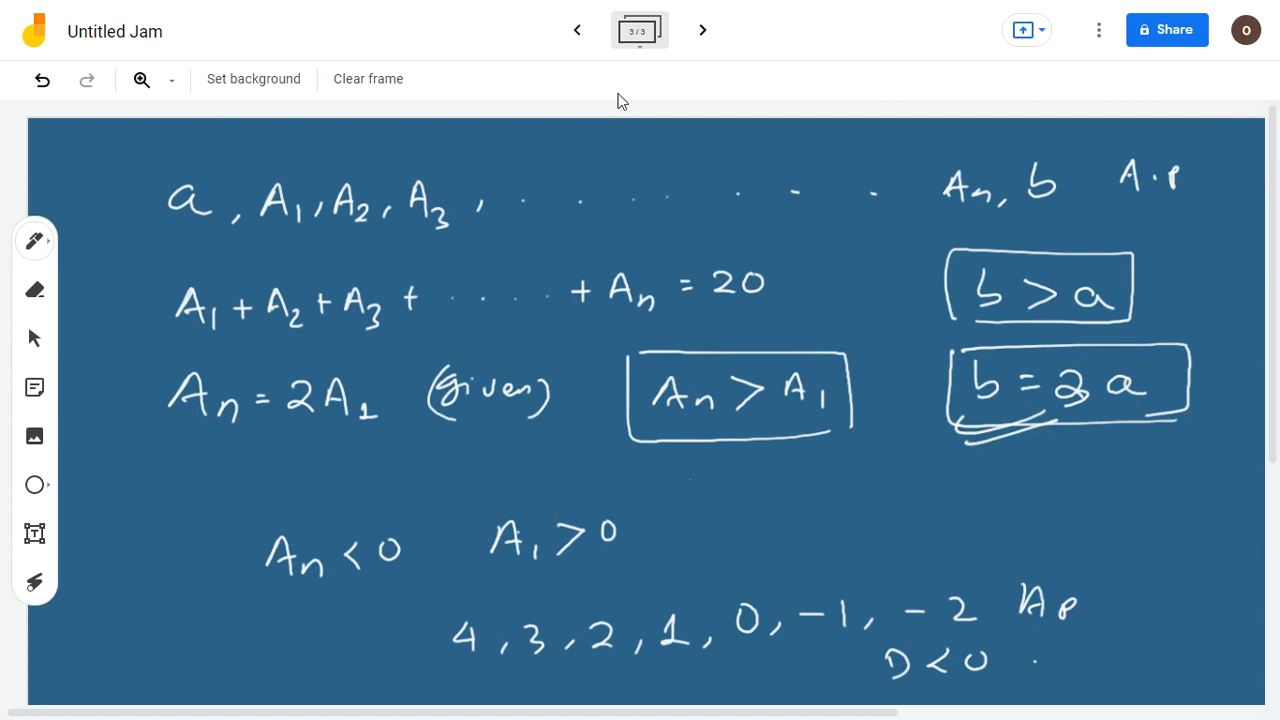 Untitled Jam
3 / 3
Share
O
Set background
Clear frame
a, A1, A2, A3, . . . . . . . An, b A.P
A1 + A2 + A3 + . . . . + An = 20
b > a
An = 2A1 (given)
An > A1
b = 3a
An < 0 A1 > 0
4, 3, 2, 1, 0, -1, -2 AP
D < 0 .